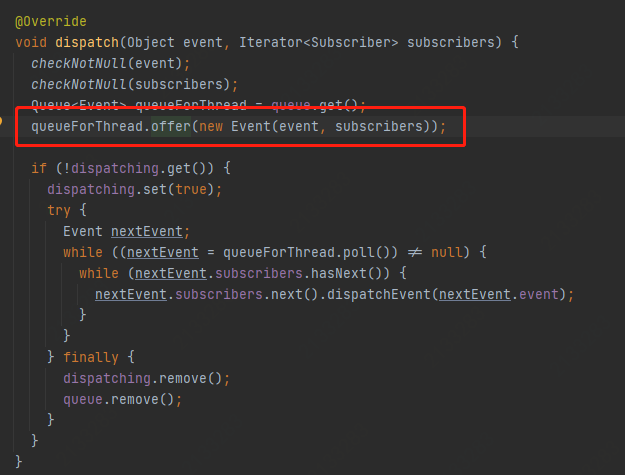 @Override
void dispatch(Object event, Iterator<Subscriber> subscribers) {
checkNotNull(event);
checkNotNull(subscribers);
Queue<Event> queueForThread = queue.get();
queueForThread.offer(new Event(event, subscribers));
if (!dispatching.get()) {
dispatching.set(true);
try {
Event nextEvent;
while ((nextEvent = queueForThread.poll()) ≠ null) {
while (nextEvent.subscribers.hasNext()) {
nextEvent.subscribers.next().dispatchEvent(nextEvent.event);
}
}
} finally {
dispatching.remove();
queue.remove();
}
}
}